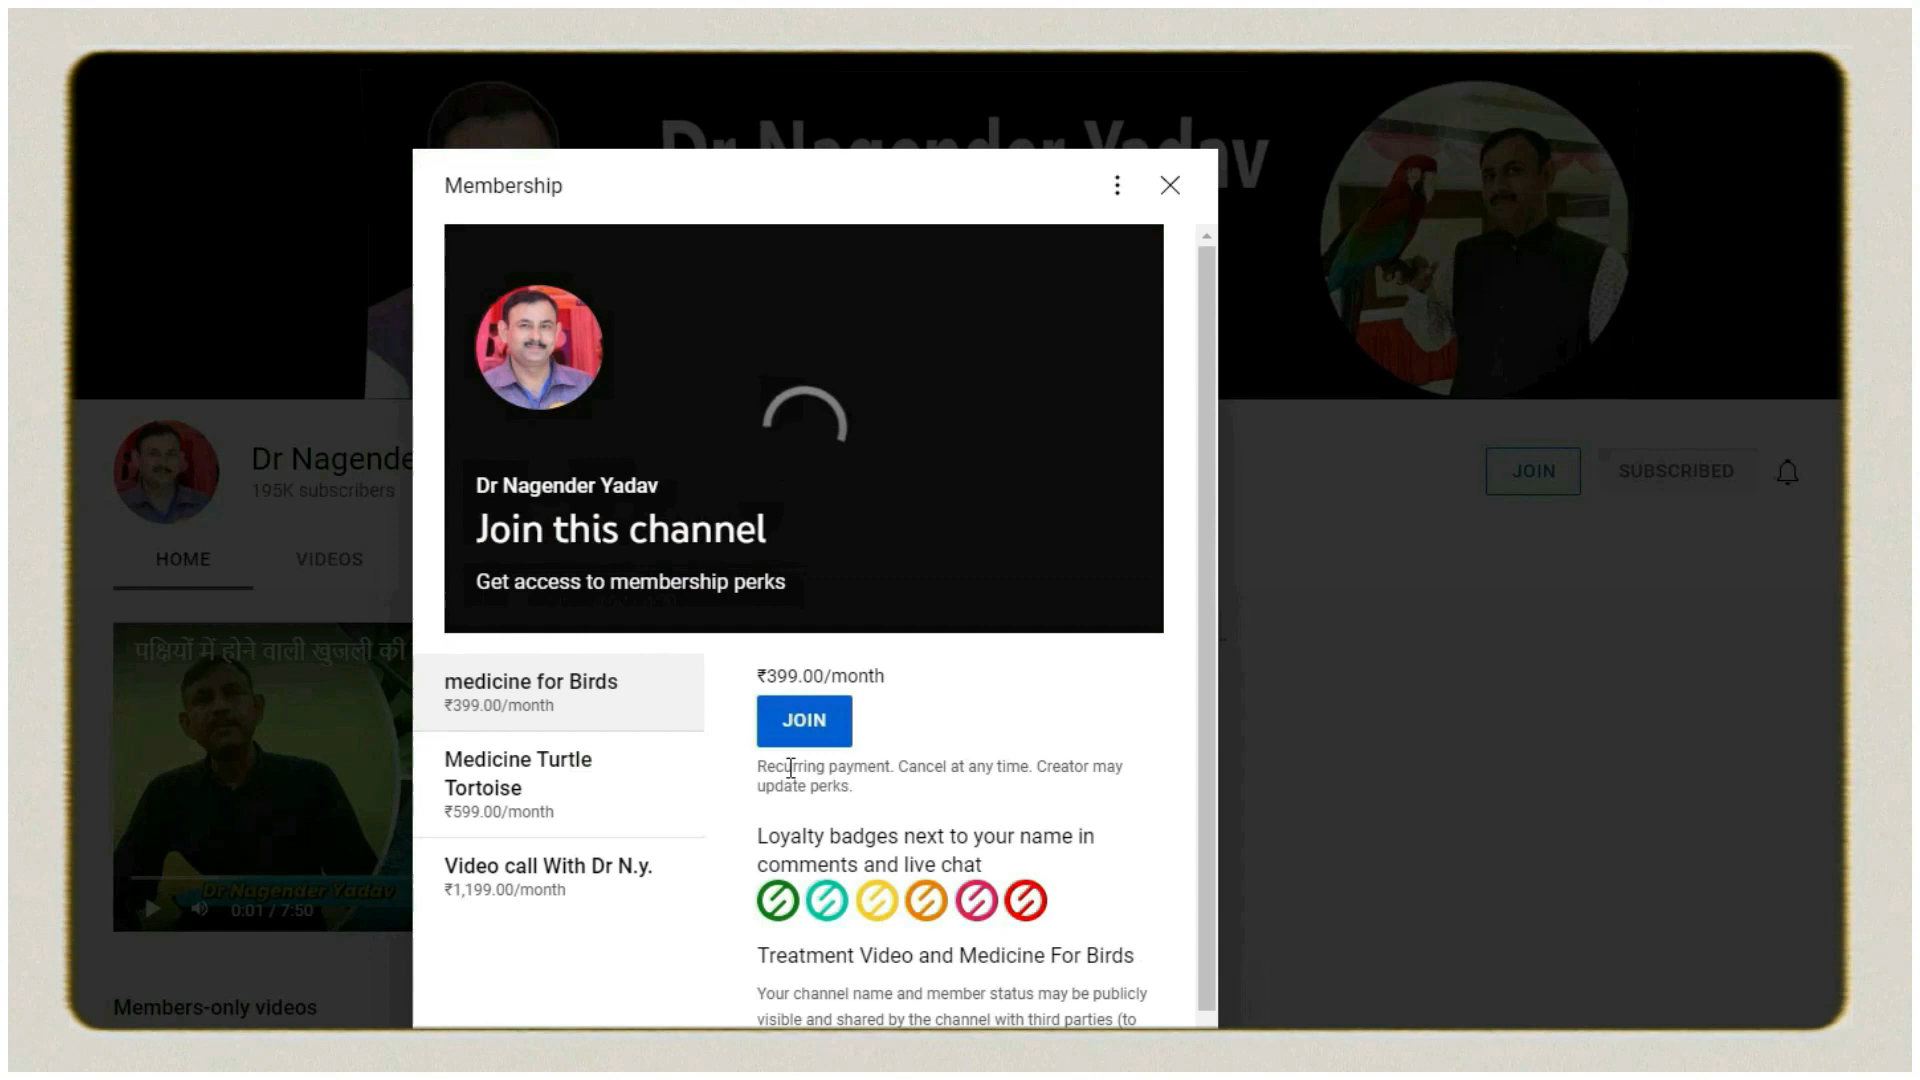 Dr Nagender Yadav
Membership
Dr Nagender Yadav
Join this channel
Get access to membership perks
Dr Nagende
195K subscribers
JOIN
SUBSCRIBED
HOME
VIDEOS
पक्षियों में होने वाली खुजली की
Dr Nagender Yadav
0:01 / 7:50
Members-only videos
medicine for Birds
₹399.00/month
Medicine Turtle
Tortoise
₹599.00/month
Video call With Dr N.y.
₹1,199.00/month
₹399.00/month
JOIN
Recurring payment. Cancel at any time. Creator may
update perks.
Loyalty badges next to your name in
comments and live chat
Treatment Video and Medicine For Birds
Your channel name and member status may be publicly
visible and shared by the channel with third parties (to